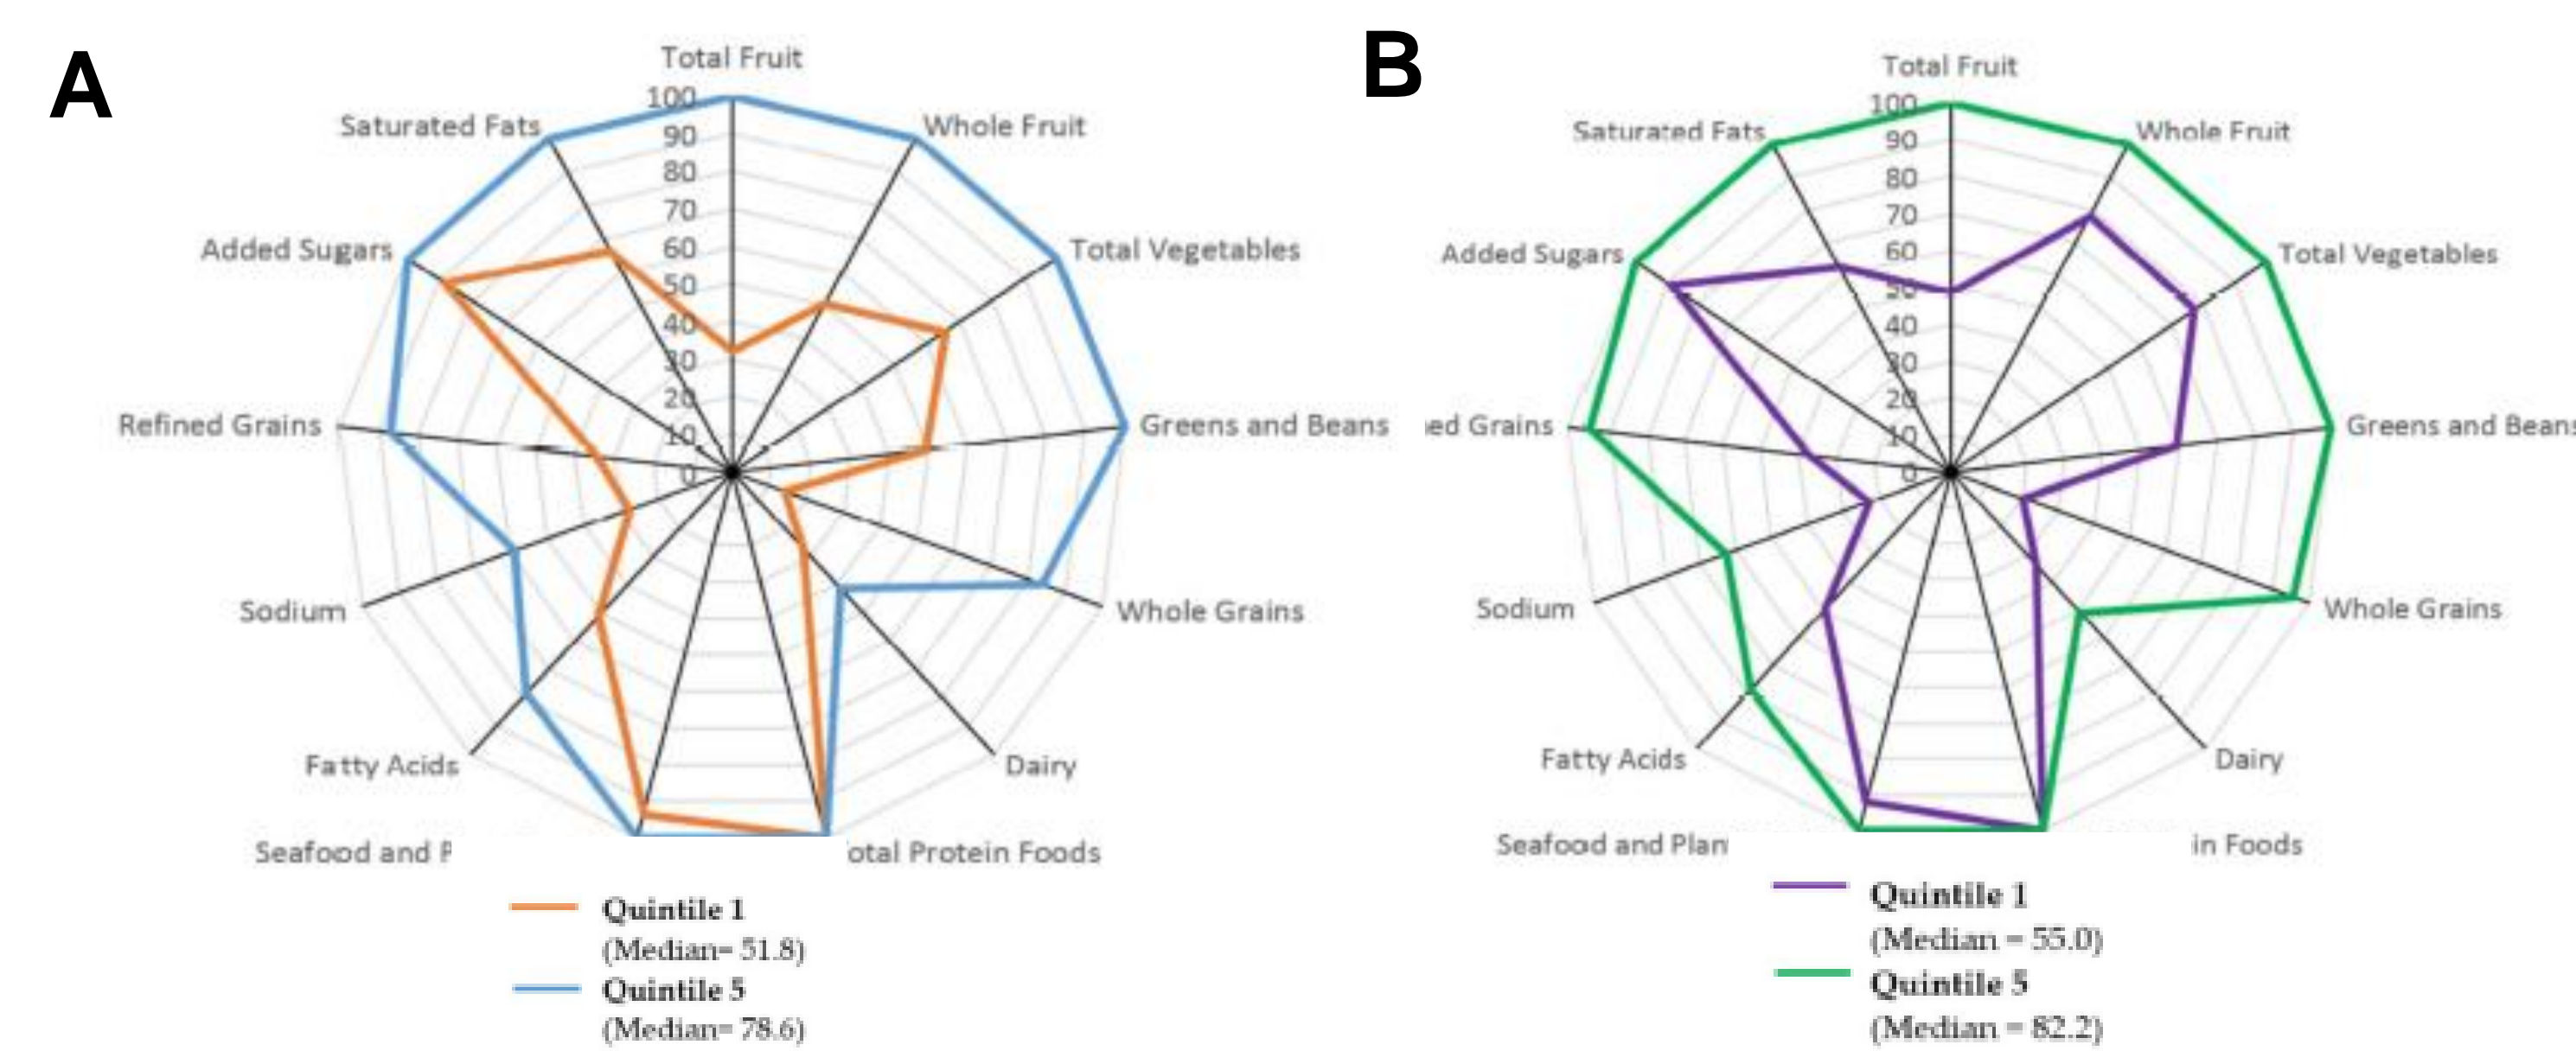 A
Total Fruit
100
90
80
70
60
50
40
30
20
10
0
Whole Fruit
Total Vegetables
Greens and Beans
Whole Grains
Dairy
otal Protein Foods
Seafood and P
Fatty Acids
Sodium
Refined Grains
Added Sugars
Saturated Fats
Quintile 1
(Median= 51.8)
Quintile 5
(Median= 78.6)
B
Total Fruit
100
90
80
70
60
50
40
30
20
10
0
Whole Fruit
Total Vegetables
Greens and Beans
Whole Grains
Dairy
in Foods
Seafood and Plan
Fatty Acids
Sodium
ed Grains
Added Sugars
Saturated Fats
Quintile 1
(Median = 55.0)
Quintile 5
(Median = 82.2)